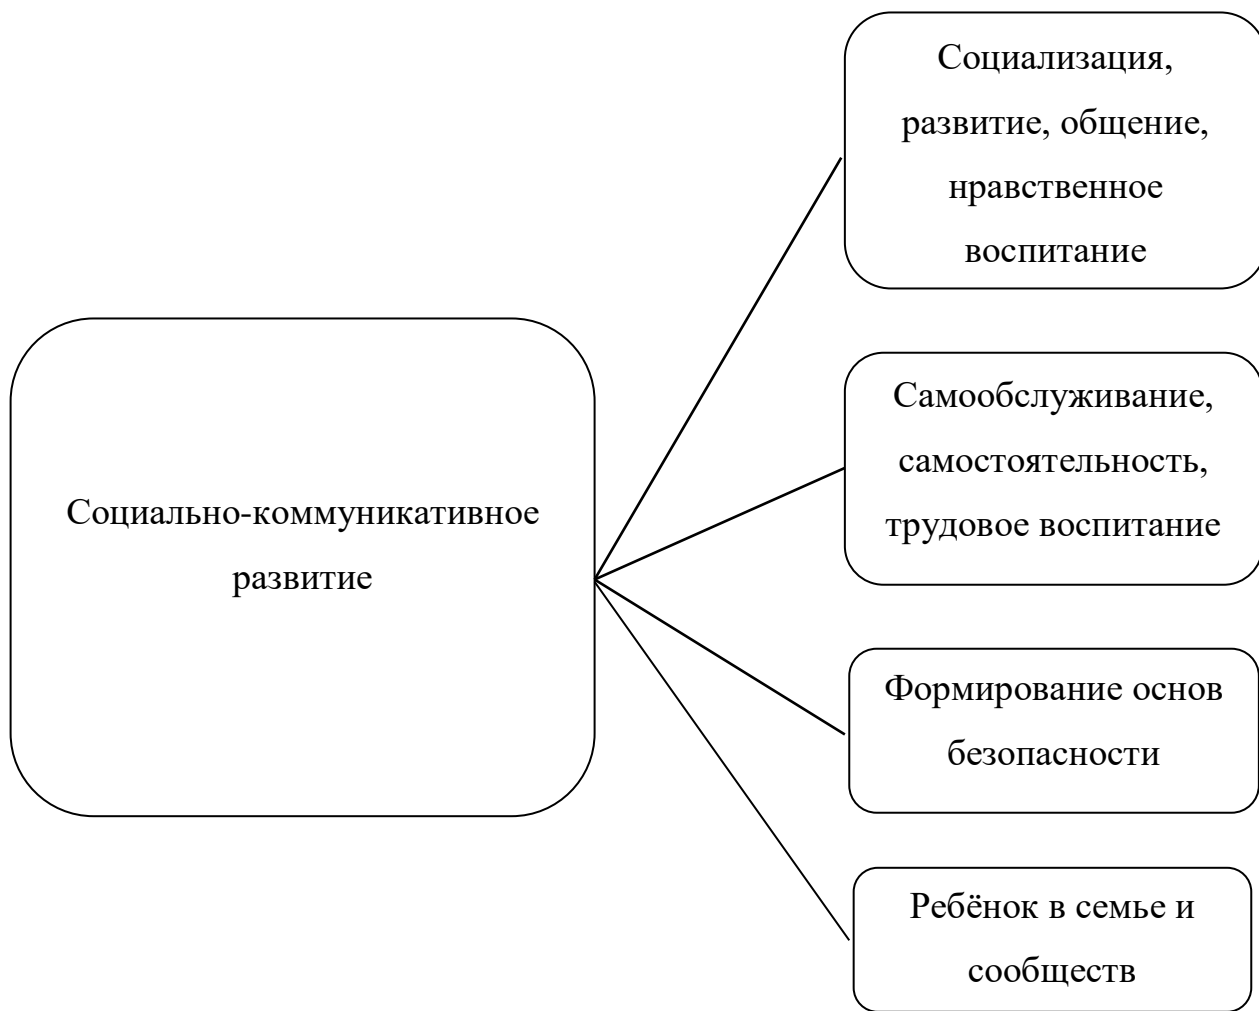 Социализация,
развитие, общение,
нравственное
воспитание
Самообслуживание,
самостоятельность,
трудовое воспитание
Социально-коммуникативное
развитие
Формирование основ
безопасности
Ребёнок в семье и
сообществ